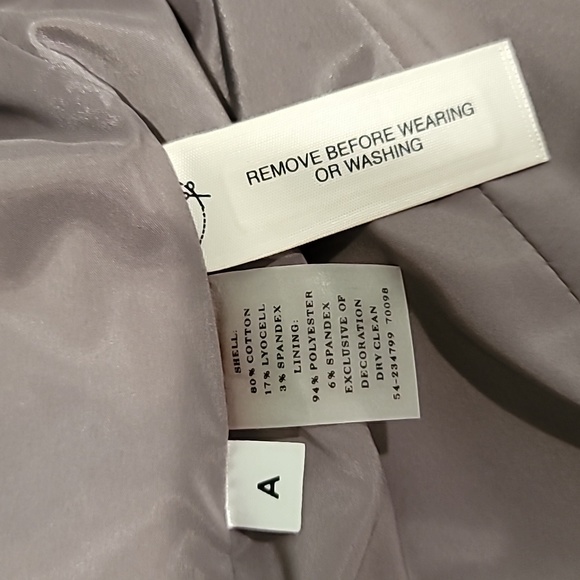 REMOVE BEFORE WEARING
OR WASHING
SHELL:
80% COTTON
17% LYOCELL
3% SPANDEX
LINING:
94% POLYESTER
6% SPANDEX
EXCLUSIVE OF
DECORATION
DRY CLEAN
54-234799 70098
A